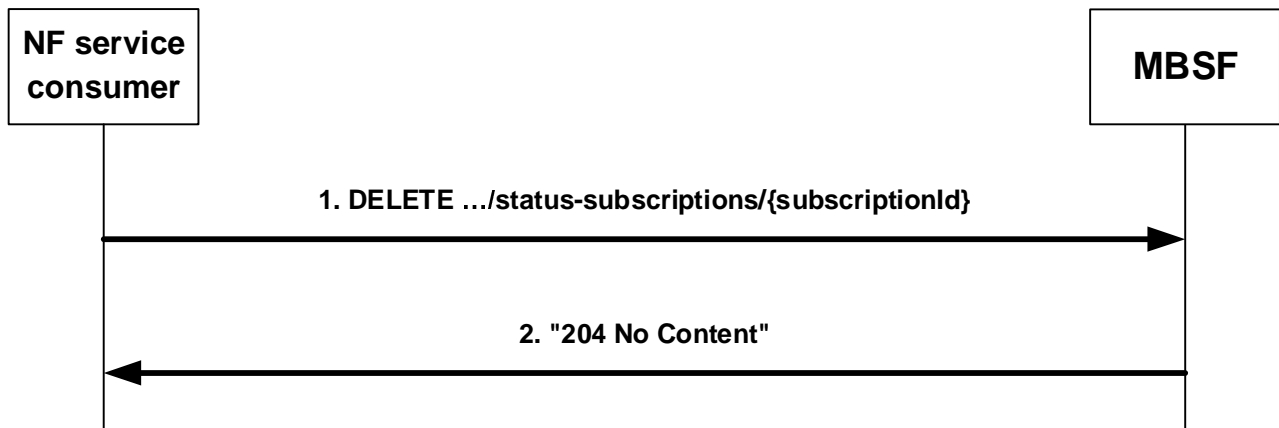 NF service
consumer
MBSF
1. DELETE …/status-subscriptions/{subscriptionId}
2. "204 No Content"